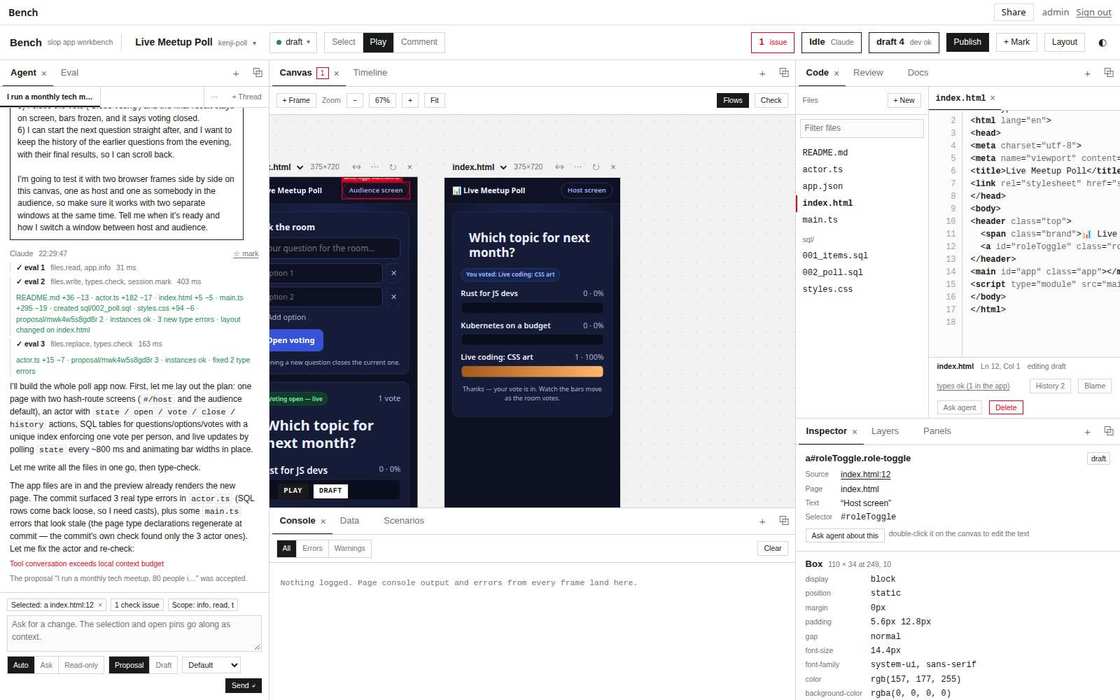 Bench
Share
admin
Sign out
Bench
slop app workbench
Live Meetup Poll
kenji-poll
draft
Select
Play
Comment
1 issue
Idle Claude
draft 4 dev ok
Publish
+ Mark
Layout
Agent
Eval
I run a monthly tech m…
+ Thread
on screen, bars frozen, and it says voting closed.
6) I can start the next question straight after, and I want to
keep the history of the earlier questions from the evening,
with their final results, so I can scroll back.
I'm going to test it with two browser frames side by side on
this canvas, one as host and one as somebody in the
audience, so make sure it works with two separate
windows at the same time. Tell me when it's ready and
how I switch a window between host and audience.
Claude 22:29:47
☆ mark
✓ eval 1 files.read, app.info 31 ms
✓ eval 2 files.write, types.check, session.mark 403 ms
README.md +36 −13 · actor.ts +182 −17 · index.html +5 −5 · main.ts
+295 −19 · created sql/002_poll.sql · styles.css +94 −6 ·
proposal/mwk4w5s8gd8r 2 · instances ok · 3 new type errors · layout
changed on index.html
✓ eval 3 files.replace, types.check 163 ms
actor.ts +15 −7 · proposal/mwk4w5s8gd8r 3 · instances ok · fixed 2 type
errors
I'll build the whole poll app now. First, let me lay out the plan: one
page with two hash-route screens ( #/host and the audience
default), an actor with state / open / vote / close /
history actions, SQL tables for questions/options/votes with a
unique index enforcing one vote per person, and live updates by
polling state every ~800 ms and animating bar widths in place.
Let me write all the files in one go, then type-check.
The app files are in and the preview already renders the new
page. The commit surfaced 3 real type errors in actor.ts (SQL
rows come back loose, so I need casts), plus some main.ts
errors that look stale (the page type declarations regenerate at
commit — the commit's own check found only the 3 actor ones).
Let me fix the actor and re-check:
Tool conversation exceeds local context budget
The proposal "I run a monthly tech meetup, 80 people i…" was accepted.
Selected: a index.html:12 ×
1 check issue
Scope: info, read, t
Ask for a change. The selection and open pins go along as
context.
Auto
Ask
Read-only
Proposal
Draft
Default
Send
Canvas 1
Timeline
+ Frame
Zoom
−
67%
+
Fit
Flows
Check
.html
375×720
ve Meetup Poll
Audience screen
k the room
our question for the room...
ption 1
ption 2
Add option
Open voting
ning a new question closes the current one.
Voting open — live
1 vote
Which topic for
next month?
st for JS devs
0 · 0%
PLAY
DRAFT
index.html
375×720
📊 Live Meetup Poll
Host screen
Which topic for next
month?
You voted: Live coding: CSS art
Rust for JS devs
0 · 0%
Kubernetes on a budget
0 · 0%
Live coding: CSS art
1 · 100%
Thanks — your vote is in. Watch the bars move
as the room votes.
Console
Data
Scenarios
All
Errors
Warnings
Clear
Nothing logged. Page console output and errors from every frame land here.
Code
Review
Docs
Files
+ New
Filter files
README.md
actor.ts
app.json
index.html
main.ts
sql/
001_items.sql
002_poll.sql
styles.css
index.html ×
2 <html lang="en">
3 <head>
4 <meta charset="utf-8">
5 <meta name="viewport" content=
6 <title>Live Meetup Poll</title
7 <link rel="stylesheet" href="s
8 </head>
9 <body>
10 <header class="top">
11 <span class="brand">📊 Live
12 <a id="roleToggle" class="ro
13 </header>
14 <main id="app" class="app"></m
15 <script type="module" src="mai
16 </body>
17 </html>
18
index.html Ln 12, Col 1 editing draft
types ok (1 in the app)
History 2
Blame
Ask agent
Delete
Inspector
Layers
Panels
a#roleToggle.role-toggle
draft
Source index.html:12
Page index.html
Text "Host screen"
Selector #roleToggle
Ask agent about this
double-click it on the canvas to edit the text
Box 110 × 34 at 249, 10
display block
position static
margin 0px
padding 5.6px 12.8px
gap normal
font-size 14.4px
font-family system-ui, sans-serif
color rgb(157, 177, 255)
background-color rgba(0, 0, 0, 0)